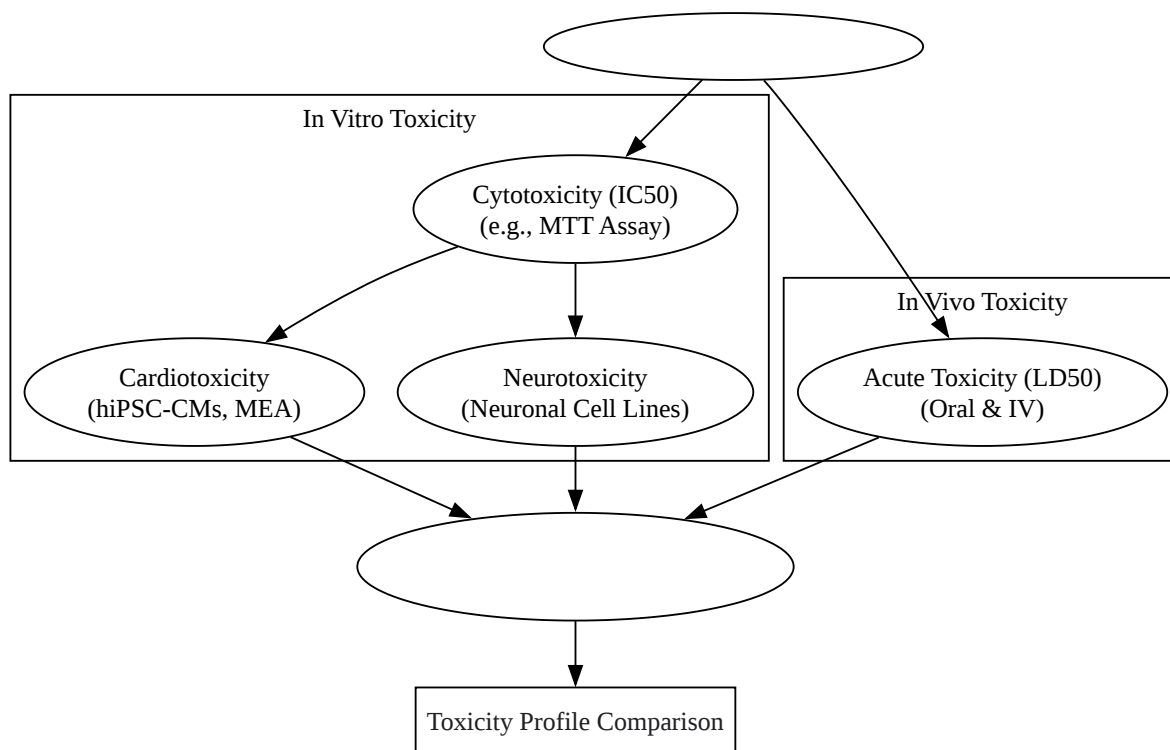 In Vitro Toxicity
Cytotoxicity (IC50)
(e.g., MTT Assay)
In Vivo Toxicity
Cardiotoxicity
(hiPSC-CMs, MEA)
Neurotoxicity
(Neuronal Cell Lines)
Acute Toxicity (LD50)
(Oral & IV)
Toxicity Profile Comparison